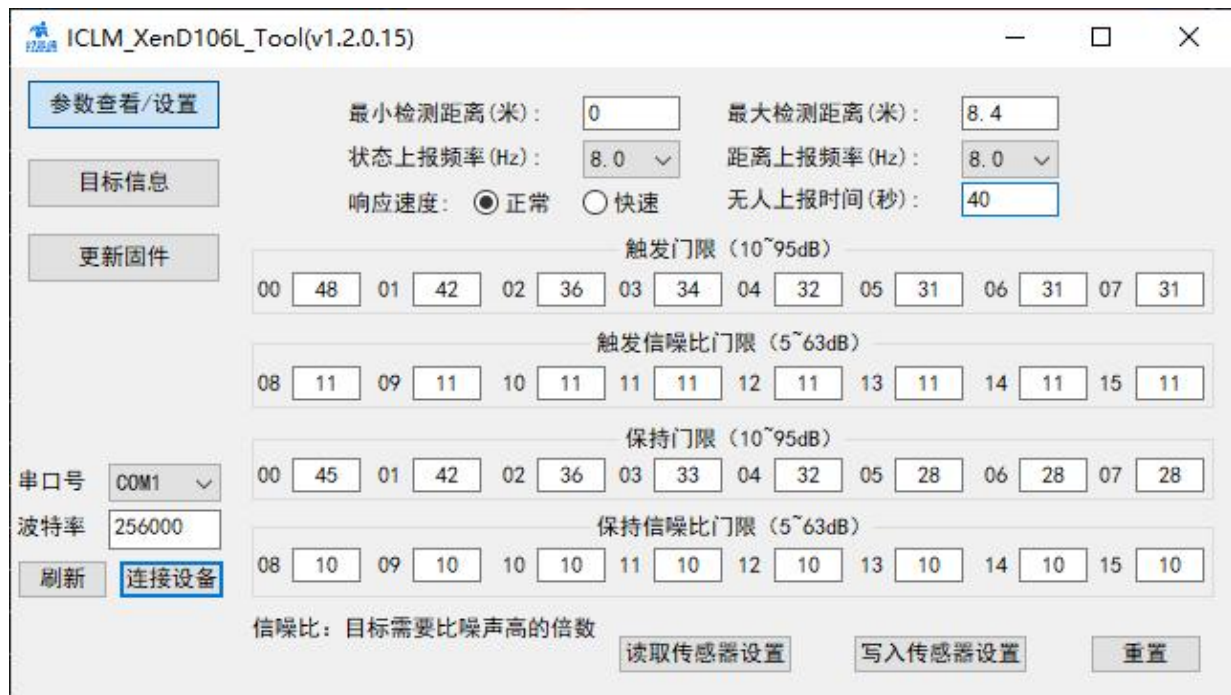 ICLM_XenD106L_Tool(v1.2.0.15)
参数查看/设置
目标信息
更新固件
最小检测距离(米): 0 最大检测距离(米): 8.4
状态上报频率(Hz): 8.0 距离上报频率(Hz): 8.0
响应速度: 正常 快速 无人上报时间(秒): 40
触发门限 (10~95dB)
00 48 01 42 02 36 03 34 04 32 05 31 06 31 07 31
触发信噪比门限 (5~63dB)
08 11 09 11 10 11 11 11 12 11 13 11 14 11 15 11
保持门限 (10~95dB)
00 45 01 42 02 36 03 33 04 32 05 28 06 28 07 28
保持信噪比门限 (5~63dB)
08 10 09 10 10 10 11 10 12 10 13 10 14 10 15 10
串口号 COM1
波特率 256000
刷新 连接设备
信噪比: 目标需要比噪声高的倍数
读取传感器设置 写入传感器设置 重置